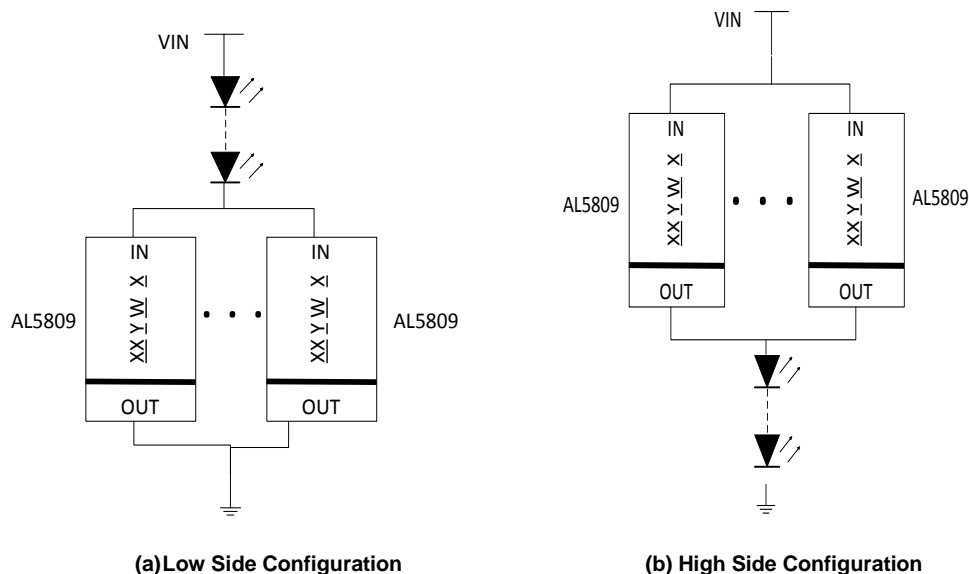 VIN
IN
XX Y W X
OUT
AL5809
IN
XX Y W X
OUT
AL5809
(a)Low Side Configuration
VIN
IN
XX Y W X
OUT
AL5809
IN
XX Y W X
OUT
AL5809
(b) High Side Configuration